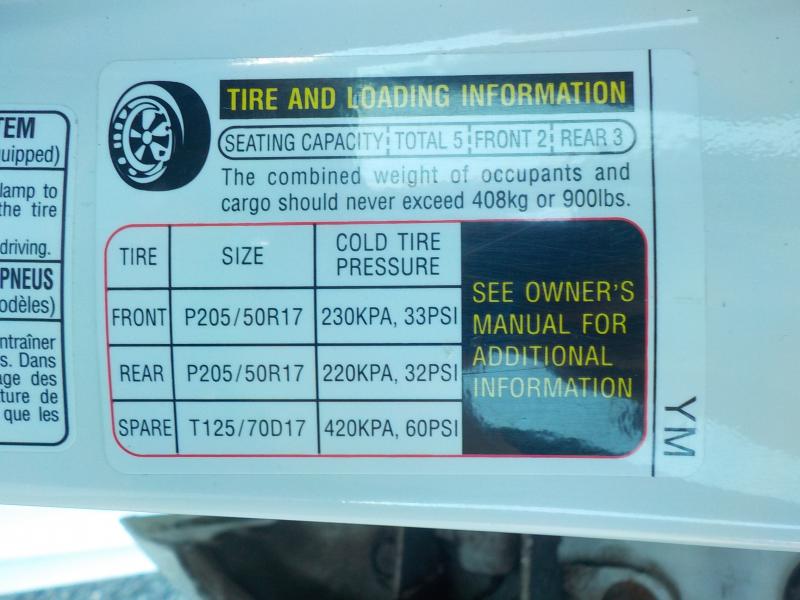 TEM
quipped)
lamp to
the tire
driving.
PNEUS
odèles)
ntraîner
s. Dans
age des
ture de
que les
TIRE AND LOADING INFORMATION
SEATING CAPACITY TOTAL 5 FRONT 2 REAR 3
The combined weight of occupants and
cargo should never exceed 408kg or 900lbs.
TIRE SIZE COLD TIRE PRESSURE
FRONT P205/50R17 230KPA, 33PSI
REAR P205/50R17 220KPA, 32PSI
SPARE T125/70D17 420KPA, 60PSI
SEE OWNER'S
MANUAL FOR
ADDITIONAL
INFORMATION
YM